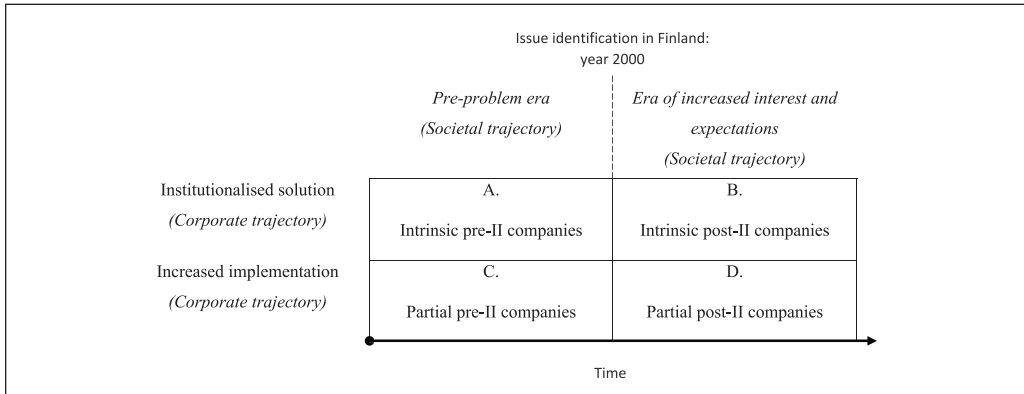 Issue identification in Finland:
year 2000
Pre-problem era
(Societal trajectory)
Era of increased interest and
expectations
(Societal trajectory)
Institutionalised solution
(Corporate trajectory)
A.
Intrinsic pre-II companies
B.
Intrinsic post-II companies
Increased implementation
(Corporate trajectory)
C.
Partial pre-II companies
D.
Partial post-II companies
Time